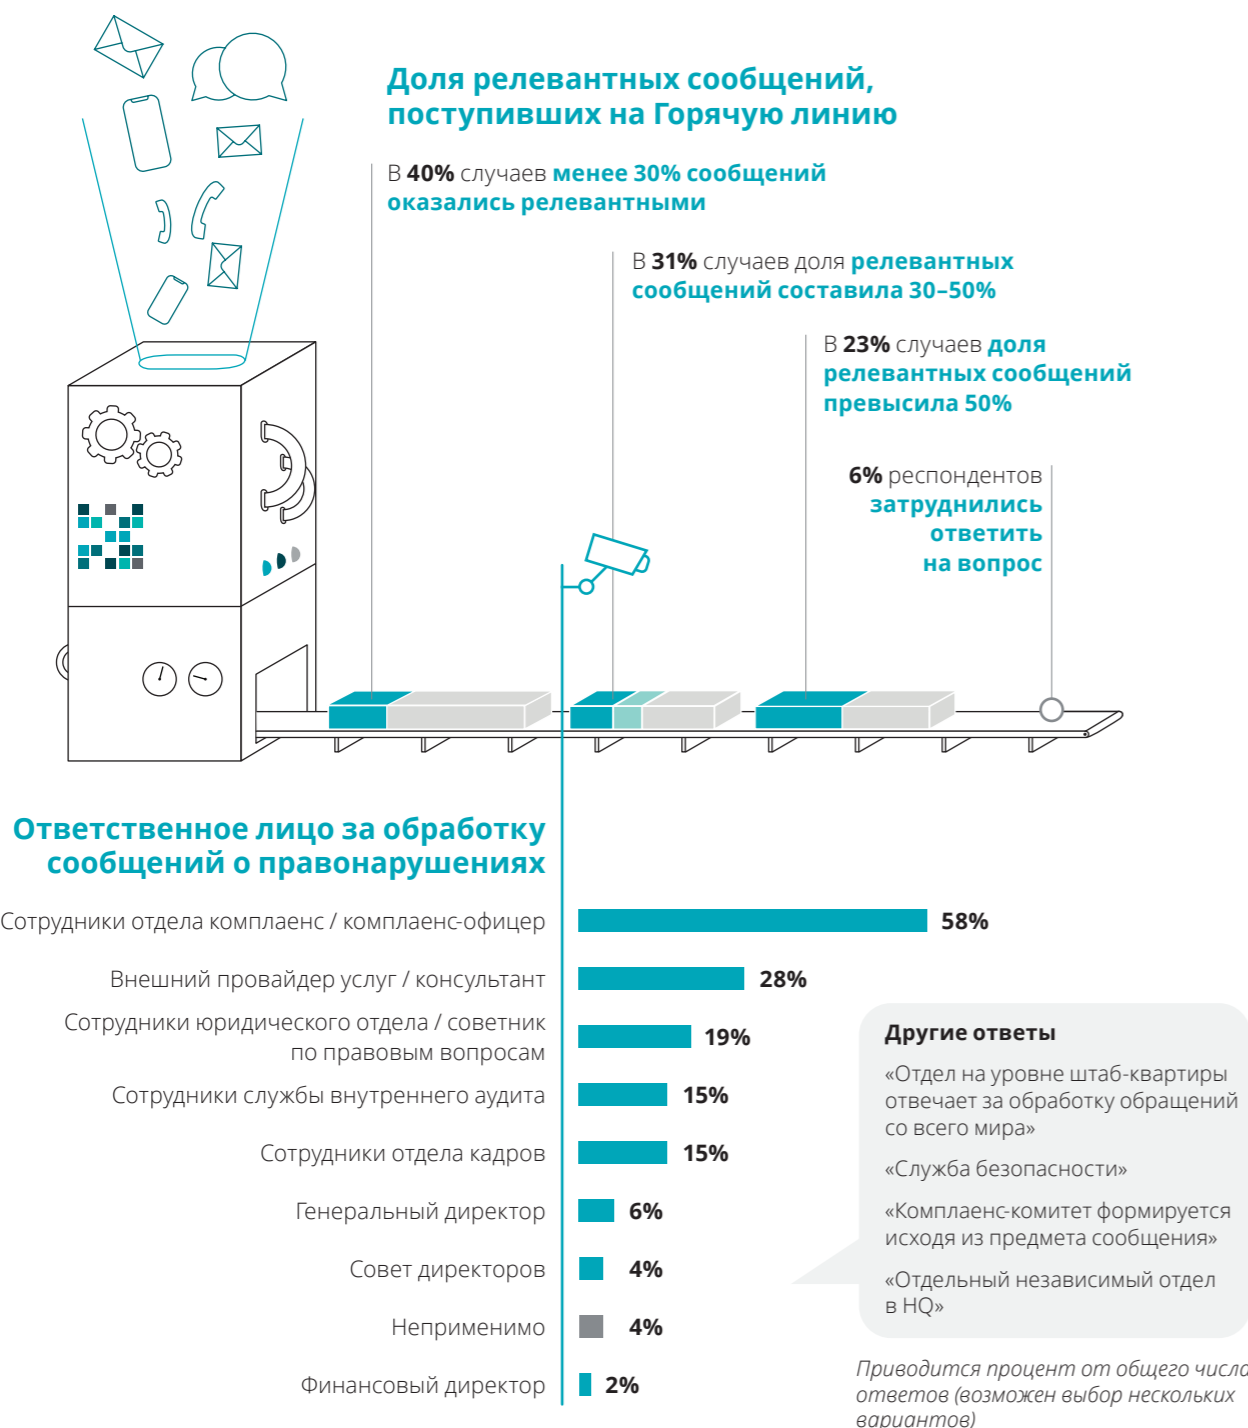 Доля релевантных сообщений,
поступивших на Горячую линию
В 40% случаев менее 30% сообщений
оказались релевантными
В 31% случаев доля релевантных
сообщений составила 30–50%
В 23% случаев доля
релевантных сообщений
превысила 50%
6% респондентов
затруднились
ответить
на вопрос
Ответственное лицо за обработку
сообщений о правонарушениях
Сотрудники отдела комплаенс / комплаенс-офицер 58%
Внешний провайдер услуг / консультант 28%
Сотрудники юридического отдела / советник
по правовым вопросам 19%
Сотрудники службы внутреннего аудита 15%
Сотрудники отдела кадров 15%
Генеральный директор 6%
Совет директоров 4%
Неприменимо 4%
Финансовый директор 2%
Другие ответы
«Отдел на уровне штаб-квартиры
отвечает за обработку обращений
со всего мира»
«Служба безопасности»
«Комплаенс-комитет формируется
исходя из предмета сообщения»
«Отдельный независимый отдел
в HQ»
Приводится процент от общего числа
ответов (возможен выбор нескольких
вариантов)